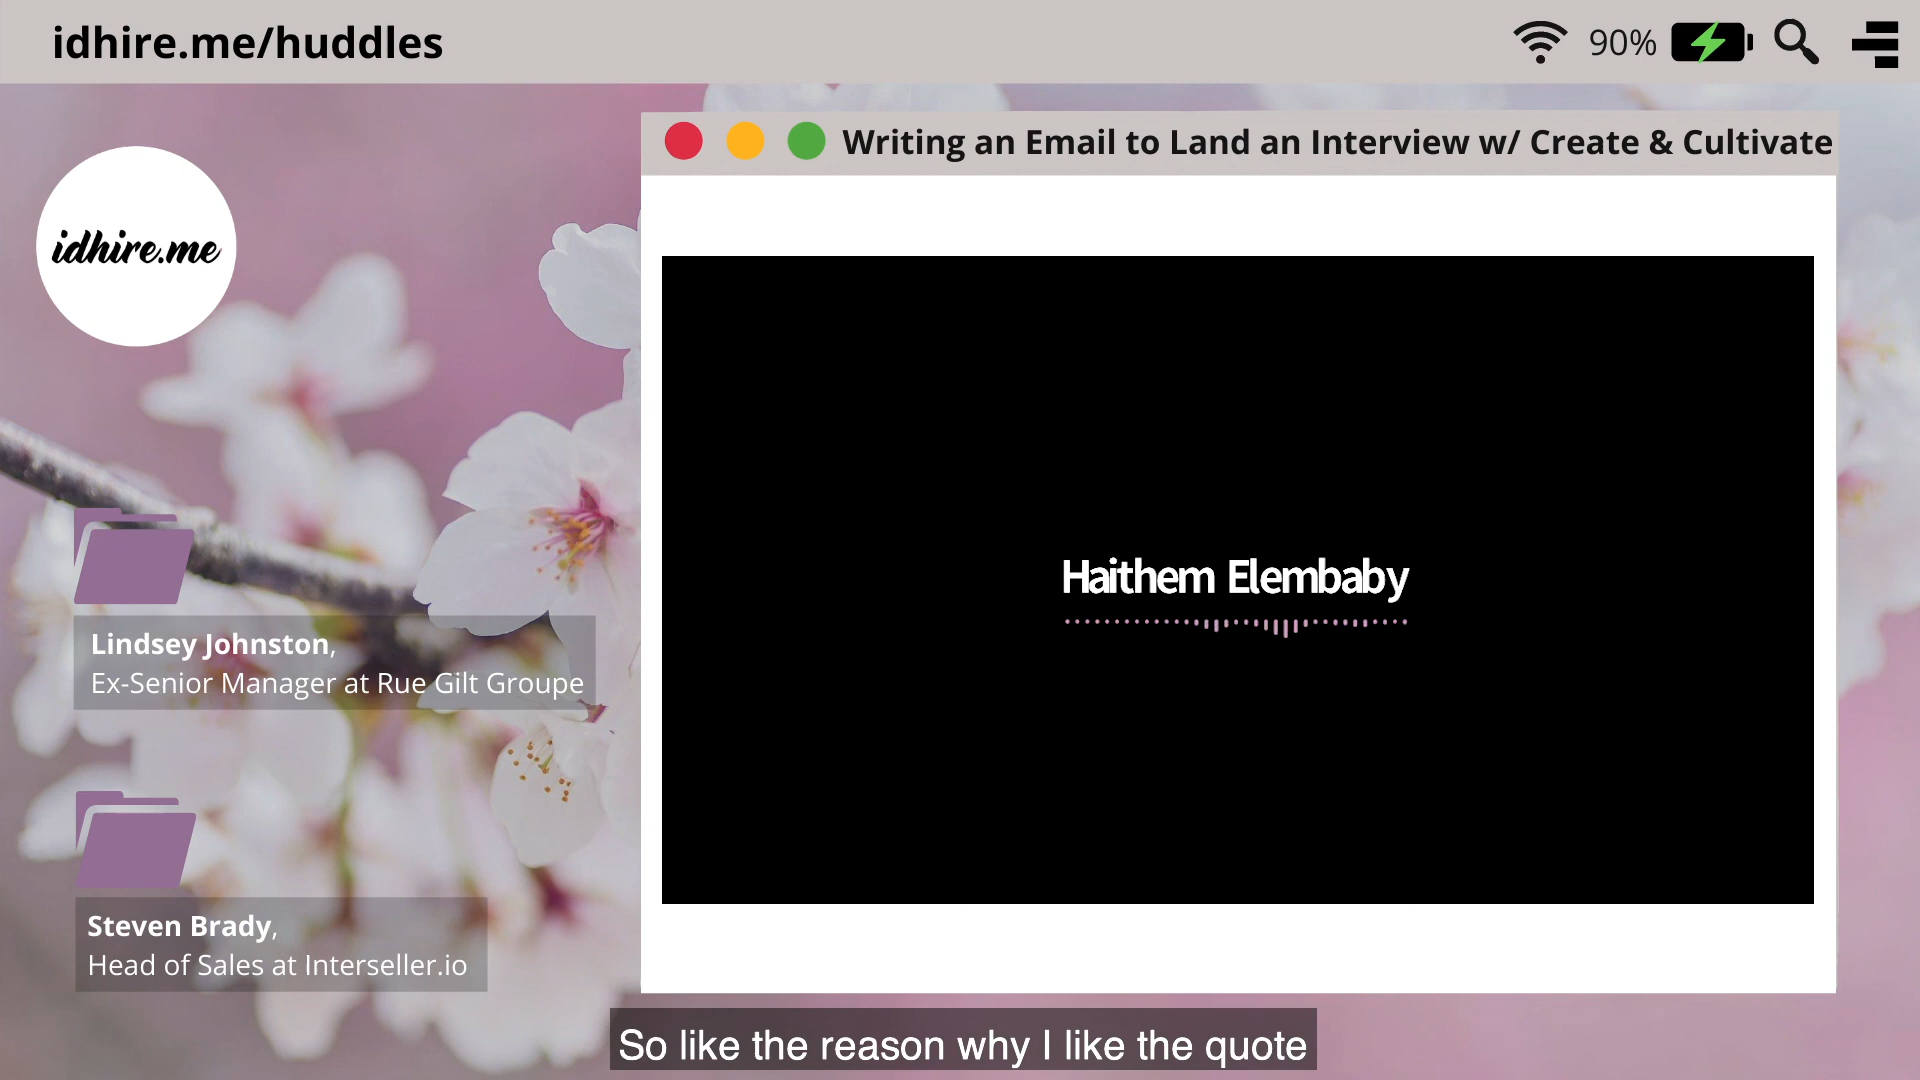 idhire.me/huddles
90%
Writing an Email to Land an Interview w/ Create & Cultivate
idhire.me
Haithem Elembaby
Lindsey Johnston,
Ex-Senior Manager at Rue Gilt Groupe
Steven Brady,
Head of Sales at Interseller.io
So like the reason why I like the quote